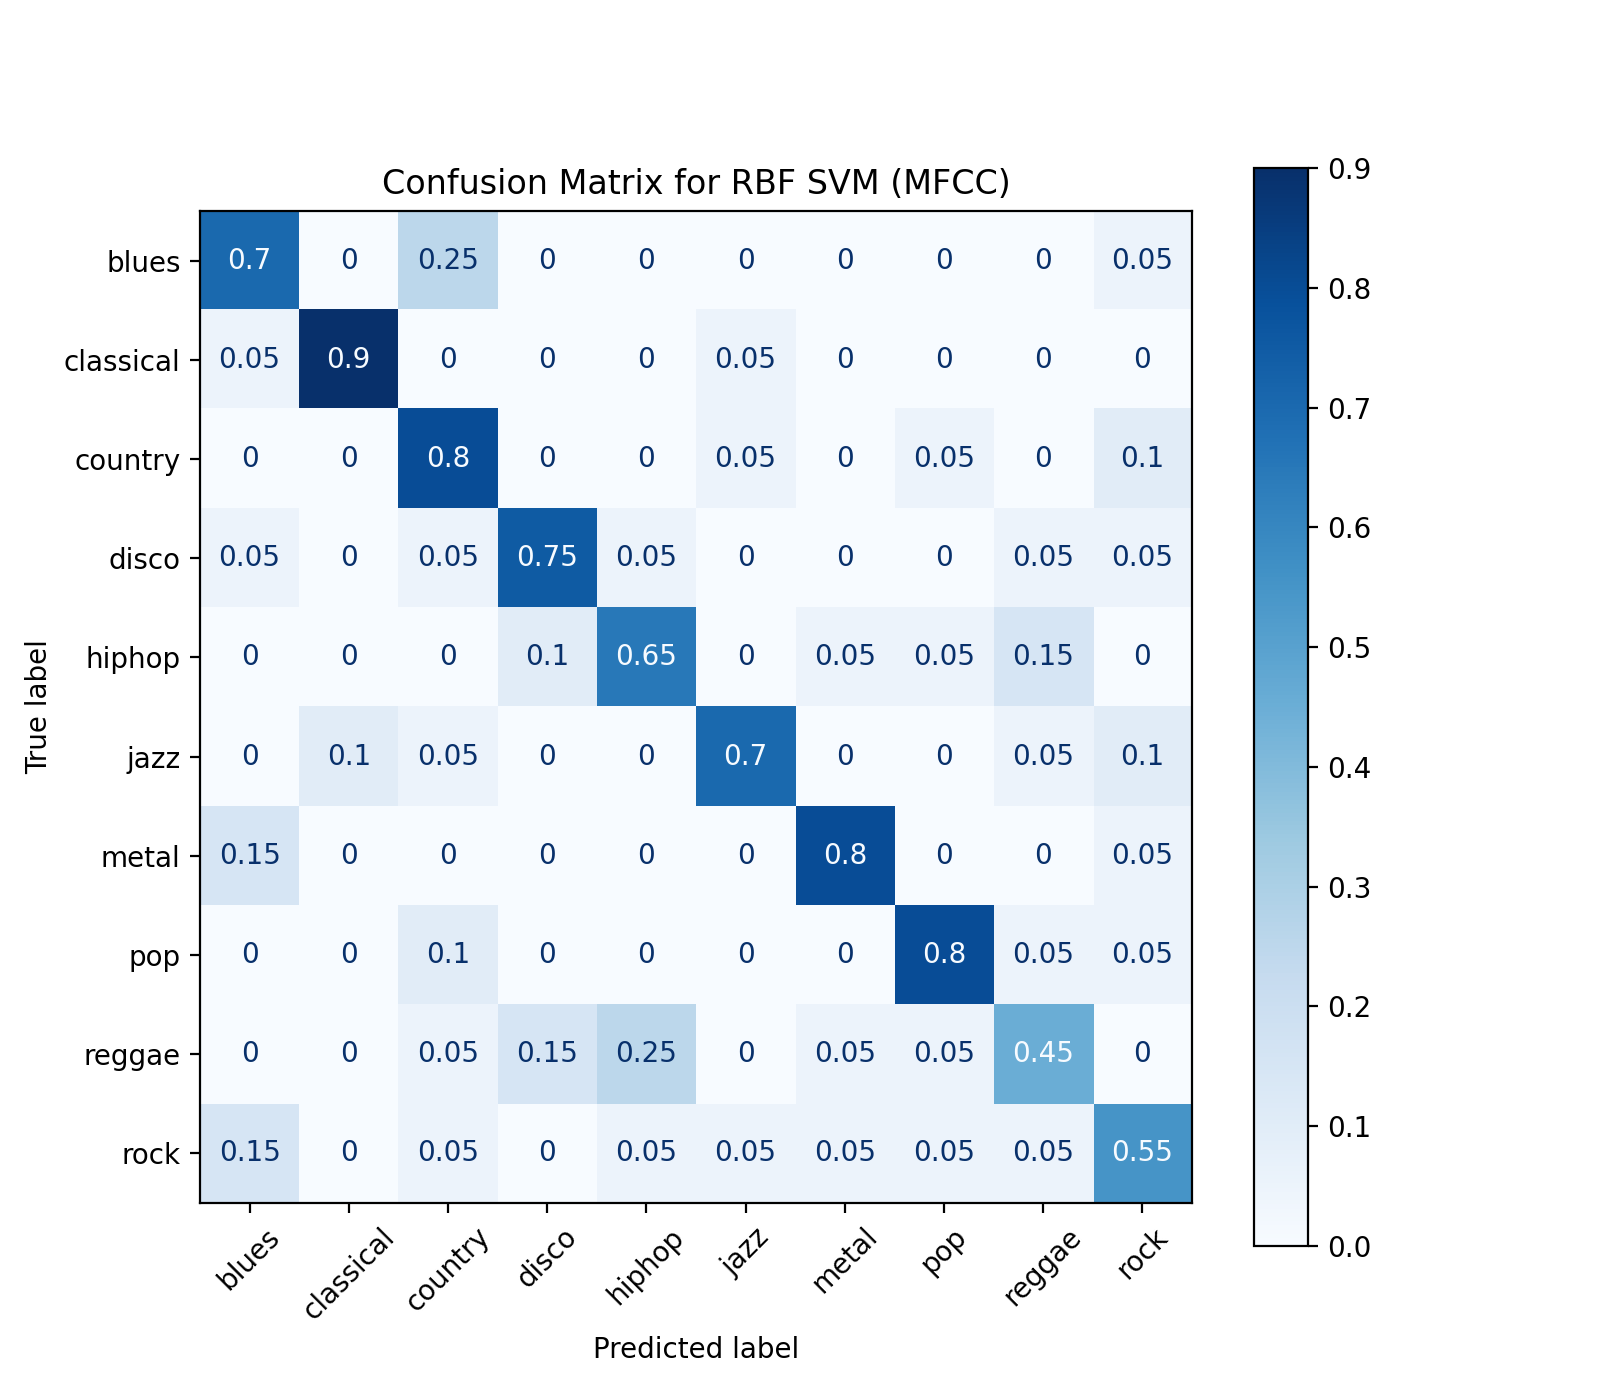 Confusion Matrix for RBF SVM (MFCC)
blues 0.7 0 0.25 0 0 0 0 0 0 0.05
classical 0.05 0.9 0 0 0 0.05 0 0 0 0
country 0 0 0.8 0 0 0.05 0 0.05 0 0.1
disco 0.05 0 0.05 0.75 0.05 0 0 0 0.05 0.05
hiphop 0 0 0 0.1 0.65 0 0.05 0.05 0.15 0
jazz 0 0.1 0.05 0 0 0.7 0 0 0.05 0.1
metal 0.15 0 0 0 0 0 0.8 0 0 0.05
pop 0 0 0.1 0 0 0 0 0.8 0.05 0.05
reggae 0 0 0.05 0.15 0.25 0 0.05 0.05 0.45 0
rock 0.15 0 0.05 0 0.05 0.05 0.05 0.05 0.05 0.55
True label
blues classical country disco hiphop jazz metal pop reggae rock
Predicted label
0.9
0.8
0.7
0.6
0.5
0.4
0.3
0.2
0.1
0.0